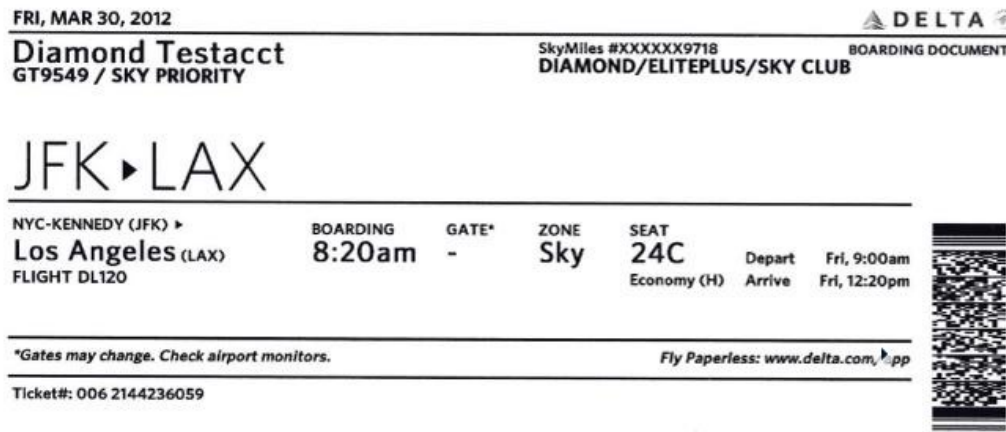 FRI, MAR 30, 2012
DELTA
Diamond Testacct
GT9549 / SKY PRIORITY
SkyMiles #XXXXXX9718
DIAMOND/ELITEPLUS/SKY CLUB
BOARDING DOCUMENT
JFK▸LAX
NYC-KENNEDY (JFK) ▸
Los Angeles (LAX)
FLIGHT DL120
BOARDING
8:20am
GATE*
-
ZONE
Sky
SEAT
24C
Economy (H)
Depart Fri, 9:00am
Arrive Fri, 12:20pm
*Gates may change. Check airport monitors.
Fly Paperless: www.delta.com/
Ticket#: 006 2144236059